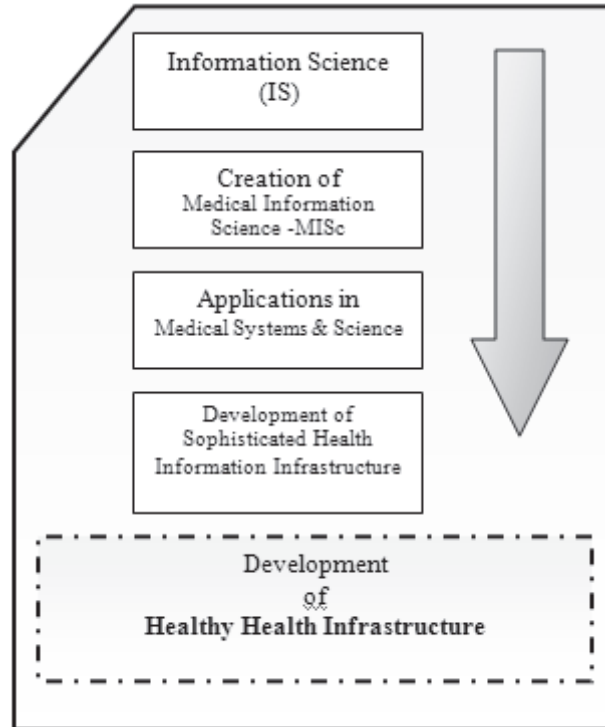 Information Science
(IS)
Creation of
Medical Information
Science -MISc
Applications in
Medical Systems & Science
Development of
Sophisticated Health
Information Infrastructure
Development
of
Healthy Health Infrastructure